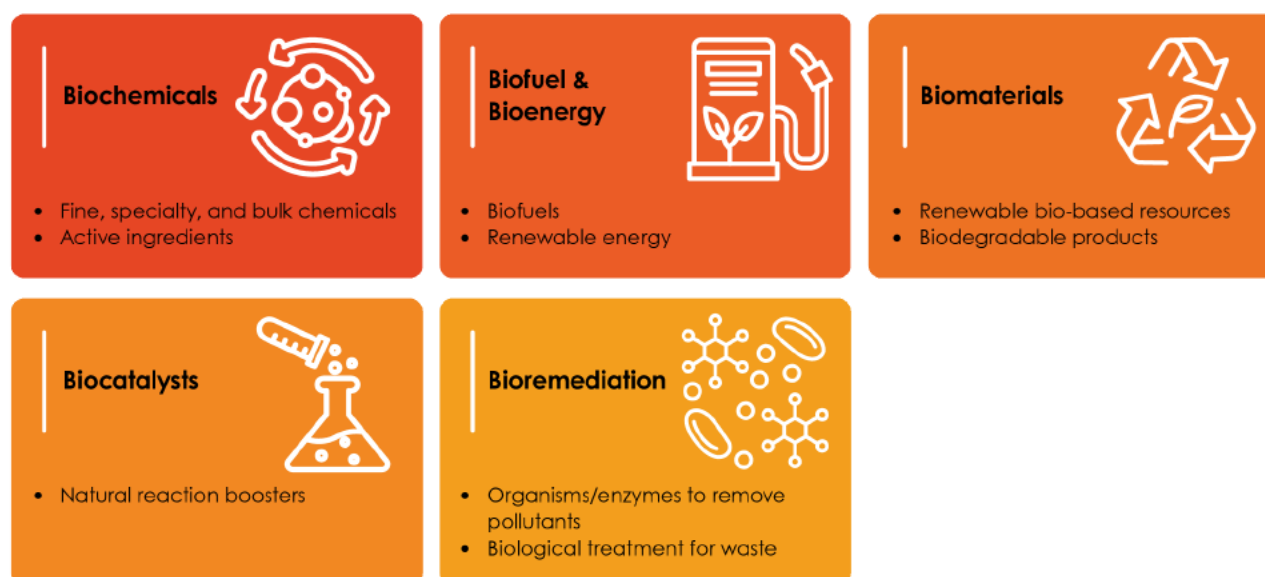 Biochemicals
• Fine, specialty, and bulk chemicals
• Active ingredients
Biofuel &
Bioenergy
• Biofuels
• Renewable energy
Biomaterials
• Renewable bio-based resources
• Biodegradable products
Biocatalysts
• Natural reaction boosters
Bioremediation
• Organisms/enzymes to remove
pollutants
• Biological treatment for waste